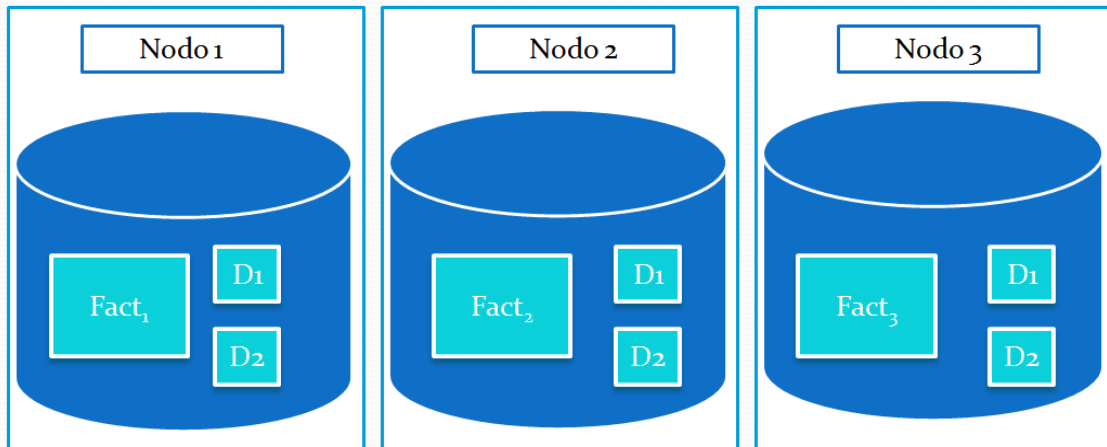 Nodo 1
Nodo 2
Nodo 3
Fact₁
D1
D2
Fact₂
D1
D2
Fact₃
D1
D2